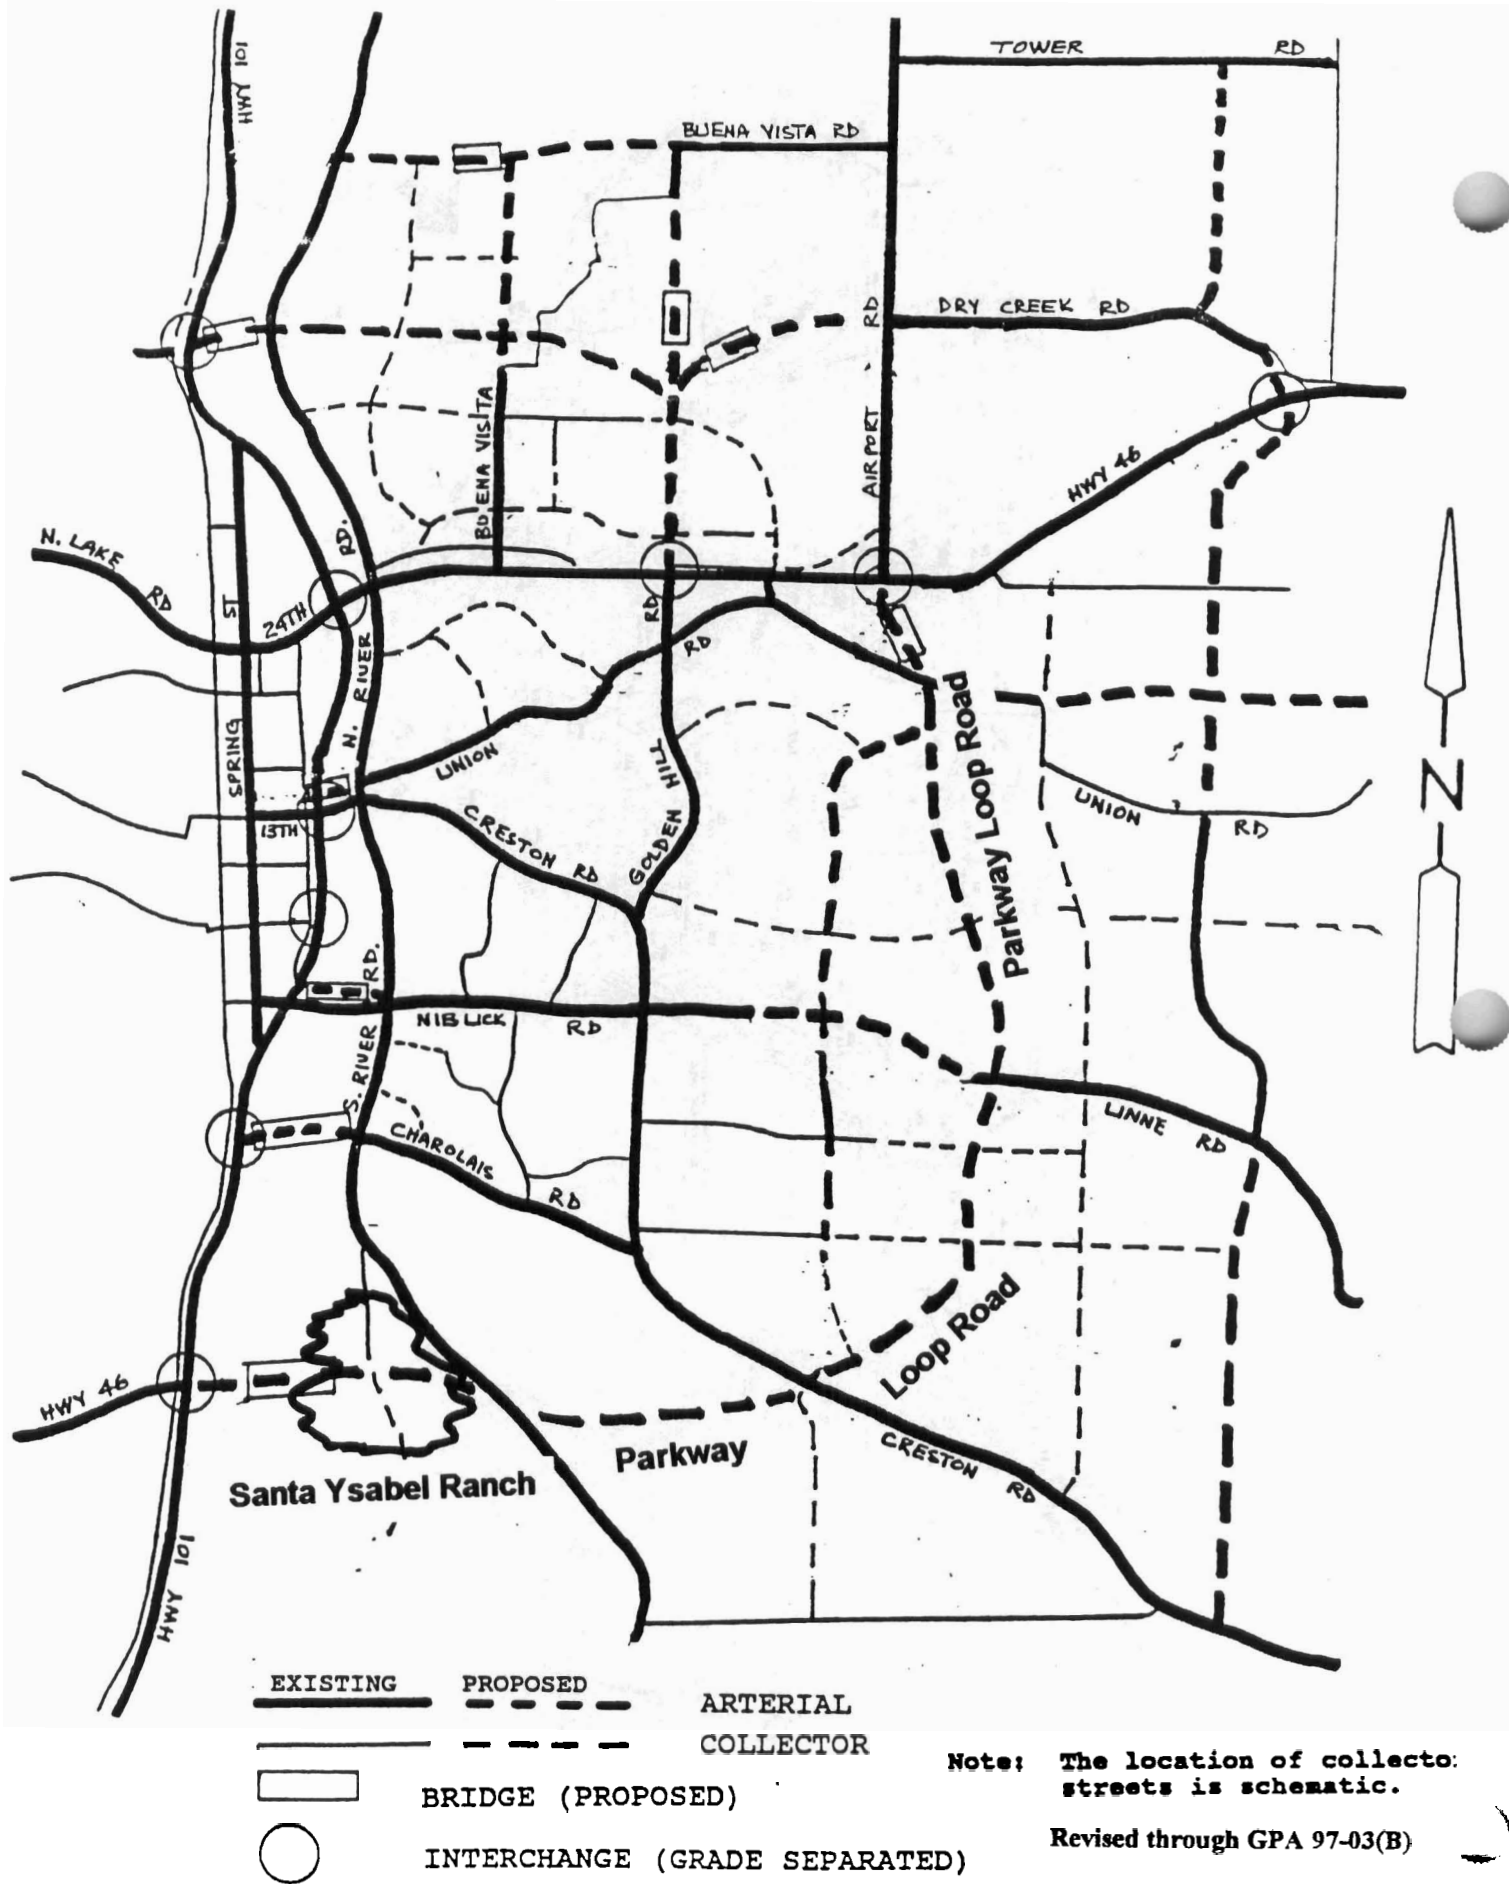 TOWER RD
HWY 101
BUENA VISTA RD
DRY CREEK RD
AIRPORT RD
BUENA VISITA
HWY 46
N. LAKE RD
24TH
ST
SPRING
N. RIVER RD.
RD
RD
UNION
GOLDEN HILL
13TH
CRESTON RD
Parkway Loop Road
UNION RD
N
RD.
NIBLICK RD
S. RIVER
LINNE RD
CHAROLAIS RD
Loop Road
HWY 46
Parkway
CRESTON RD
Santa Ysabel Ranch
HWY 101
EXISTING PROPOSED
ARTERIAL
COLLECTOR
BRIDGE (PROPOSED)
INTERCHANGE (GRADE SEPARATED)
Note: The location of collecto
streets is schematic.
Revised through GPA 97-03(B)